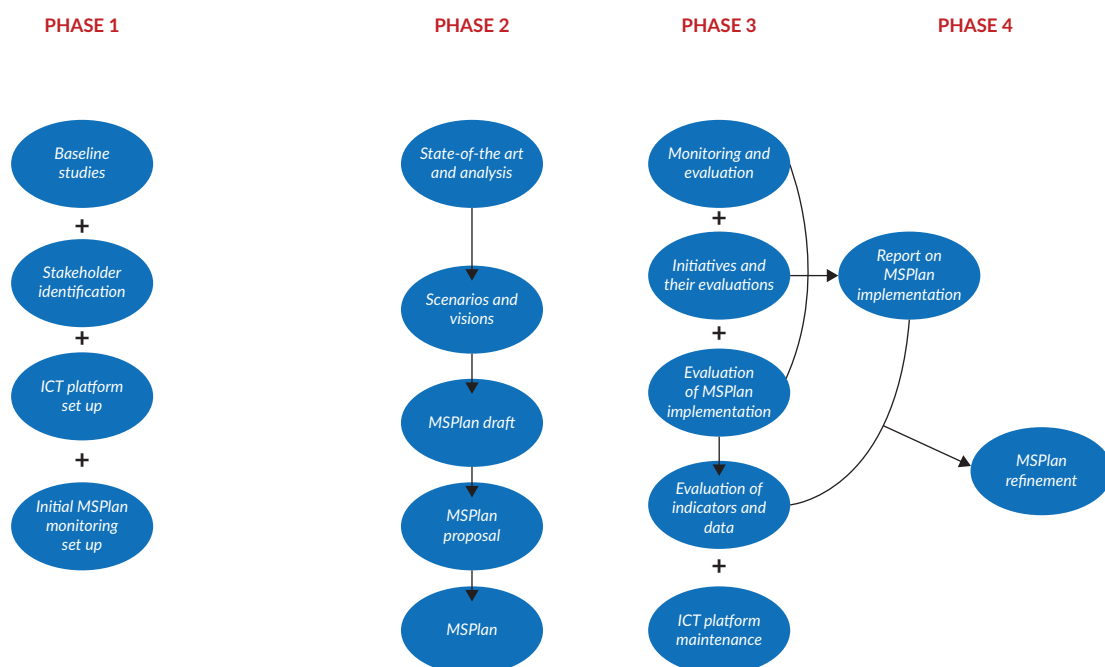 PHASE 1
PHASE 2
PHASE 3
PHASE 4
Baseline
studies
+
Stakeholder
identification
+
ICT platform
set up
+
Initial MSPlan
monitoring
set up
State-of-the art
and analysis
Scenarios and
visions
MSPlan draft
MSPlan
proposal
MSPlan
Monitoring and
evaluation
+
Initiatives and
their evaluations
+
Evaluation
of MSPlan
implementation
Evaluation of
indicators and
data
+
ICT platform
maintenance
Report on
MSPlan
implementation
MSPlan
refinement